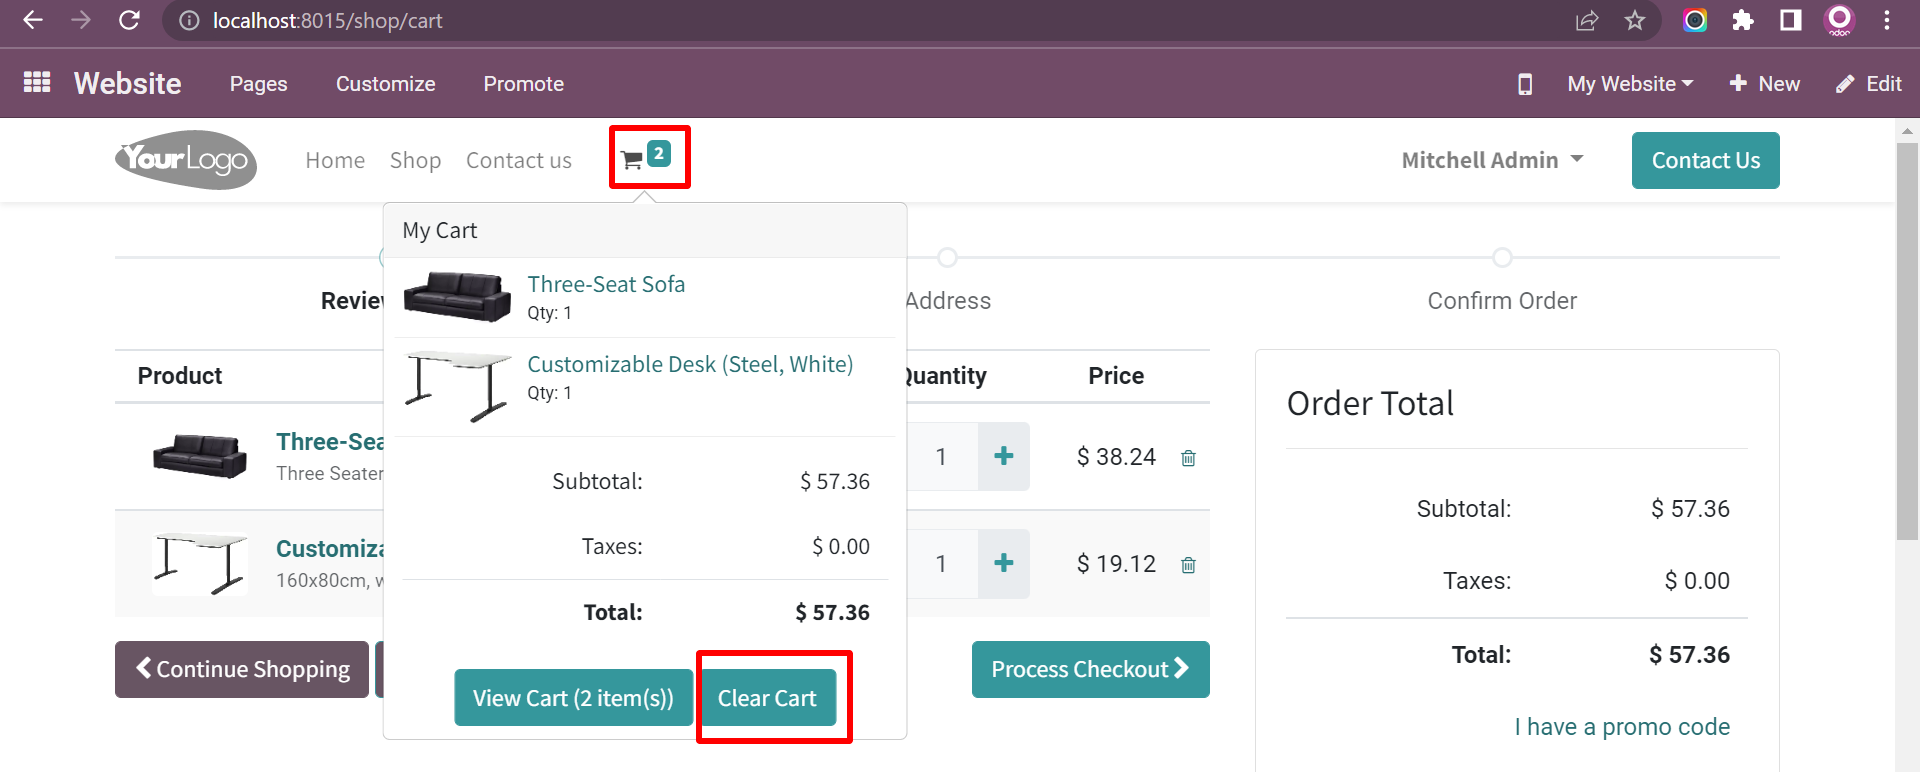 localhost:8015/shop/cart
Website Pages Customize Promote My Website New Edit
YourLogo Home Shop Contact us 2 Mitchell Admin Contact Us
My Cart
Three-Seat Sofa
Qty: 1
Customizable Desk (Steel, White)
Qty: 1
Subtotal: $ 57.36
Taxes: $ 0.00
Total: $ 57.36
View Cart (2 item(s)) Clear Cart
Review Address Confirm Order
Product Quantity Price
Three-Sea 1 $ 38.24
Three Seater
Customiza 1 $ 19.12
160x80cm, w
Continue Shopping Process Checkout
Order Total
Subtotal: $ 57.36
Taxes: $ 0.00
Total: $ 57.36
I have a promo code